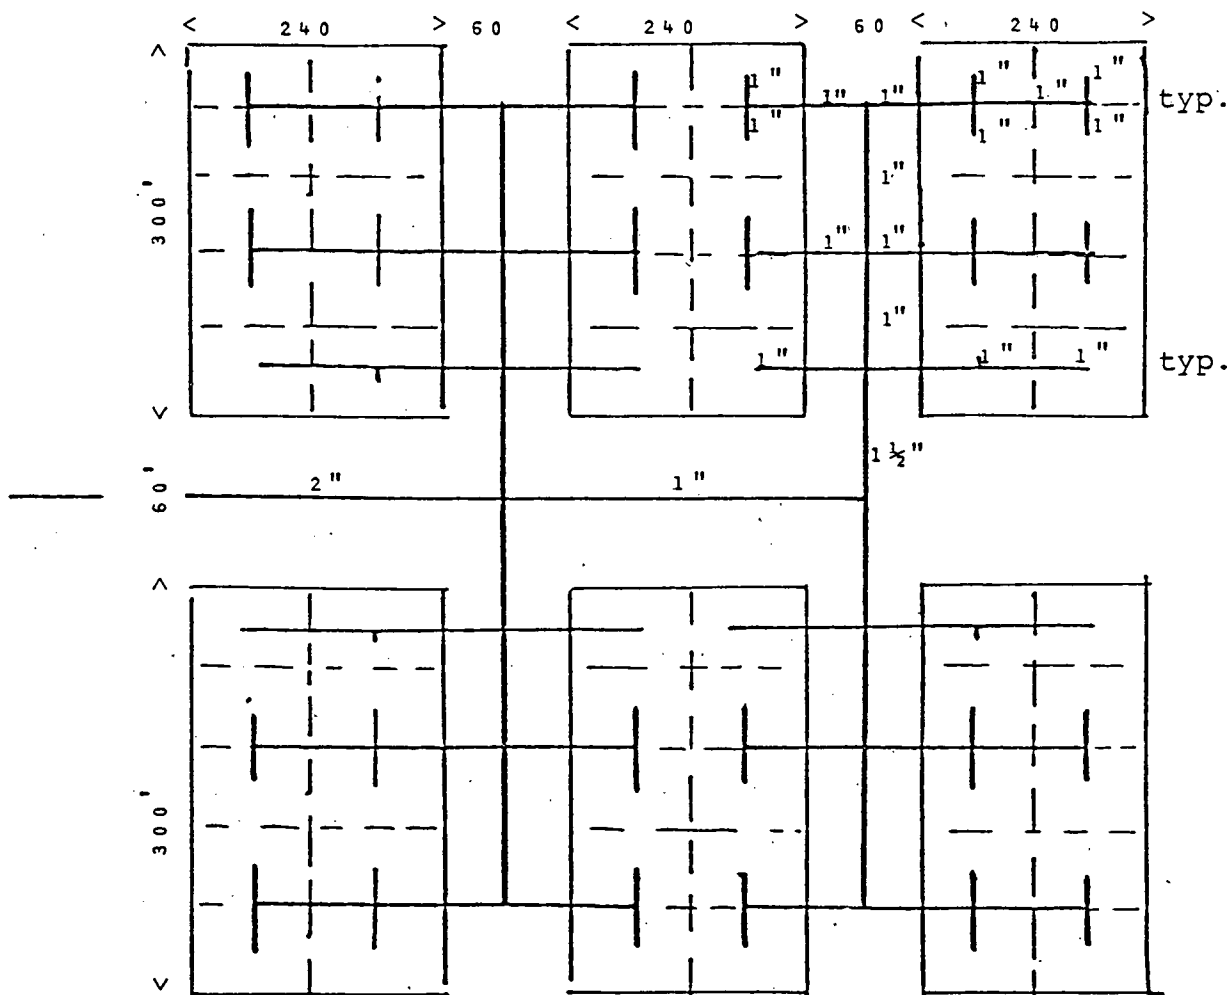 < 240 > 60 < 240 > 60 < 240 >
1" 1" 1"
1" 1" 1" typ.
1" 1" 1"
1"
300'
1" 1"
1"
1" 1" 1" typ.
1 ½"
60'
2" 1"
300'